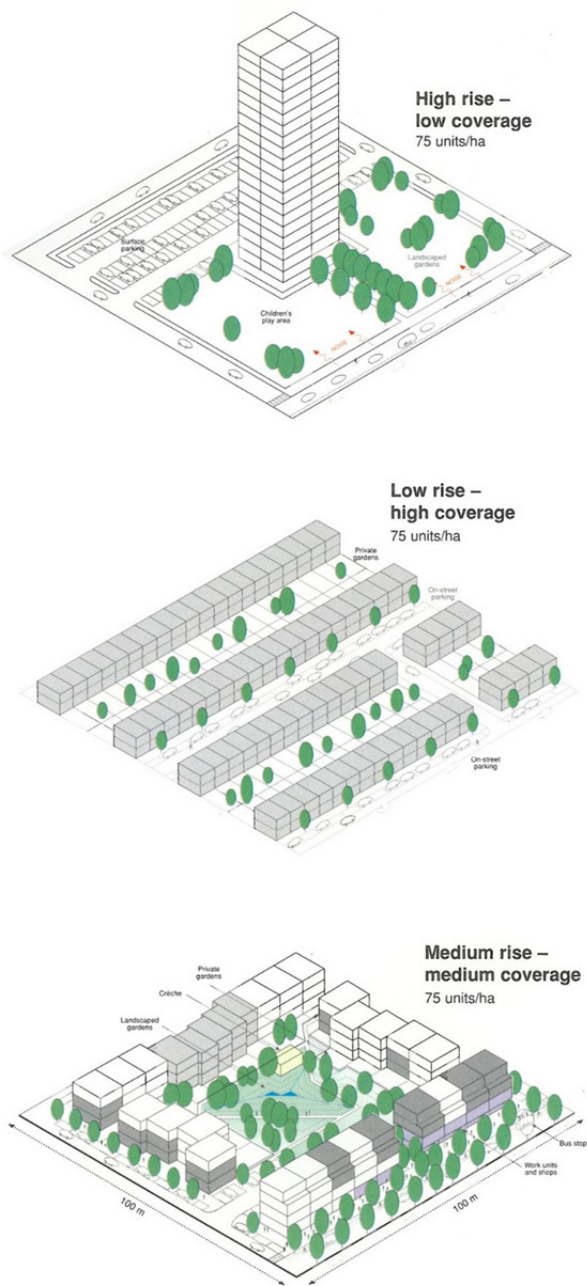 High rise –
low coverage
75 units/ha
Surface
parking
Landscaped
gardens
Children's
play area
NOISE
NOISE
Low rise –
high coverage
75 units/ha
Private
gardens
On-street
parking
On-street
parking
Medium rise –
medium coverage
75 units/ha
Private
gardens
Crèche
Landscaped
gardens
Bus stop
Work units
and shops
100 m
100 m